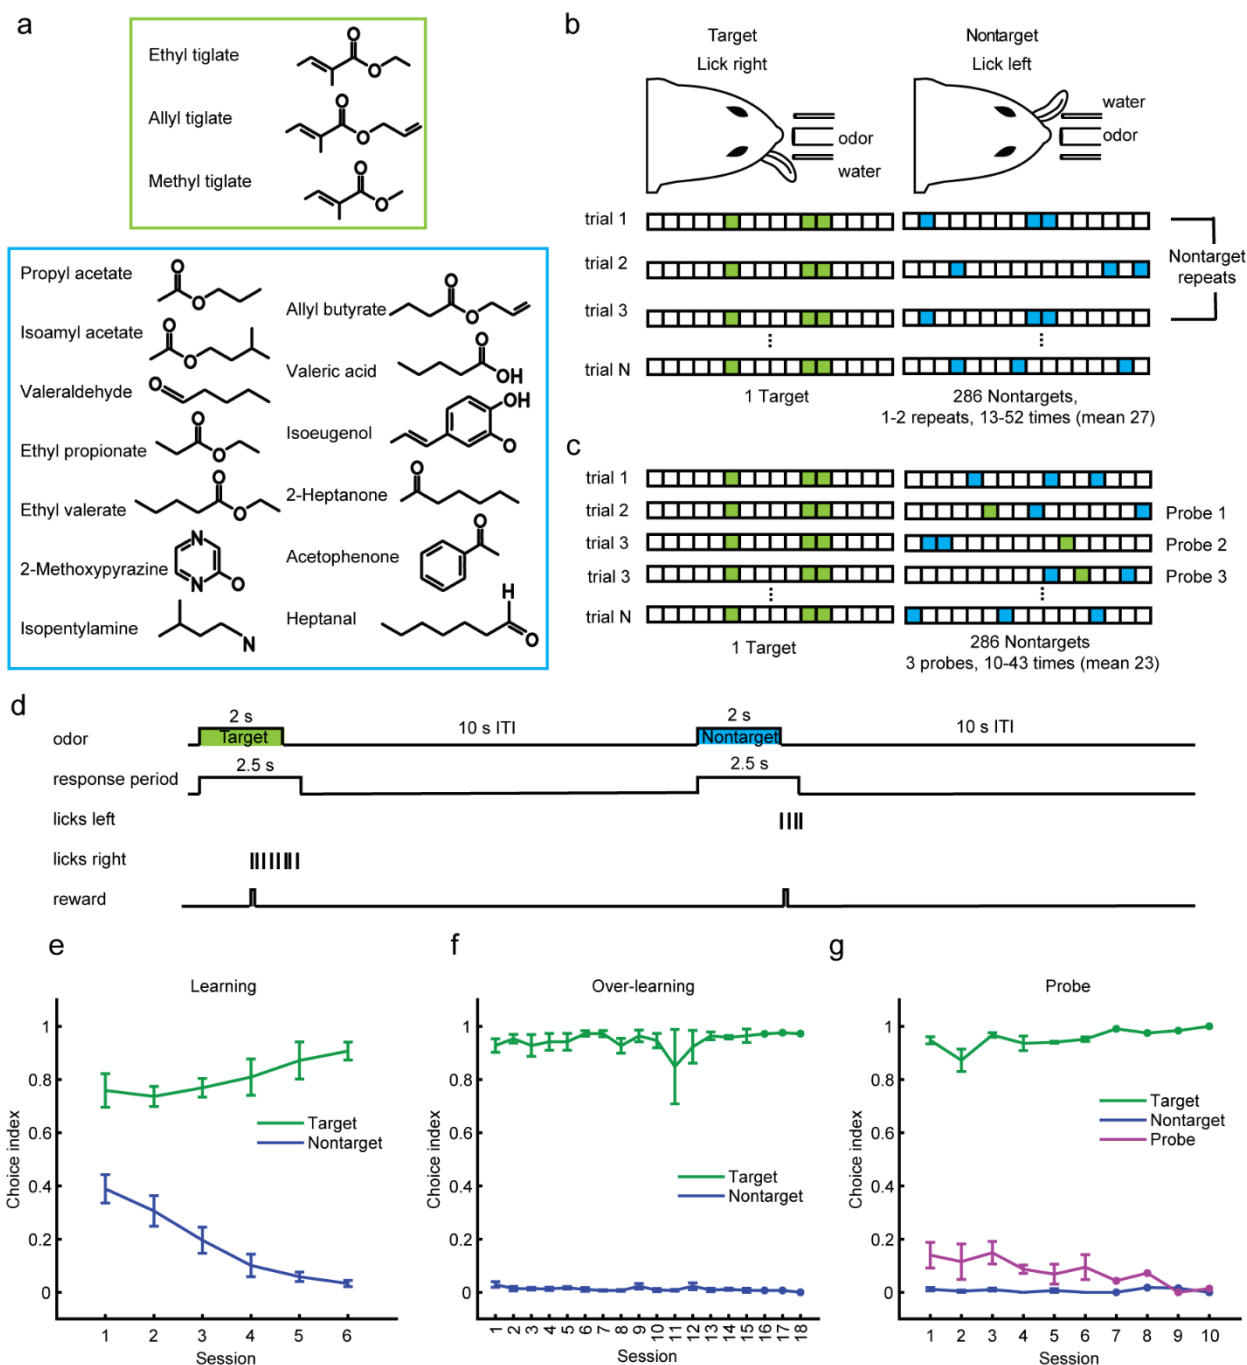 a
Ethyl tiglate
O
O
Allyl tiglate
O
O
Methyl tiglate
O
O
Propyl acetate
O
O
Isoamyl acetate
O
O
Valeraldehyde
O
Ethyl propionate
O
O
Ethyl valerate
O
O
2-Methoxypyrazine
N
N
O
Isopentylamine
N
Allyl butyrate
O
O
Valeric acid
O
OH
Isoeugenol
OH
O
2-Heptanone
O
Acetophenone
O
Heptanal
H
O
b
Target
Lick right
odor
water
Nontarget
Lick left
water
odor
trial 1
trial 2
trial 3
trial N
Nontarget
repeats
1 Target
286 Nontargets,
1-2 repeats, 13-52 times (mean 27)
c
trial 1
trial 2
Probe 1
trial 3
Probe 2
trial 3
Probe 3
trial N
1 Target
286 Nontargets
3 probes, 10-43 times (mean 23)
d
odor
2 s
Target
10 s ITI
2 s
Nontarget
10 s ITI
response period
2.5 s
2.5 s
licks left
licks right
reward
e
Learning
Choice index
1
0.8
0.6
0.4
0.2
0
Target
Nontarget
1 2 3 4 5 6
Session
f
Over-learning
Choice index
1
0.8
0.6
0.4
0.2
0
Target
Nontarget
1 2 3 4 5 6 7 8 9 10 11 12 13 14 15 16 17 18
Session
g
Probe
Choice index
1
0.8
0.6
0.4
0.2
0
Target
Nontarget
Probe
1 2 3 4 5 6 7 8 9 10
Session